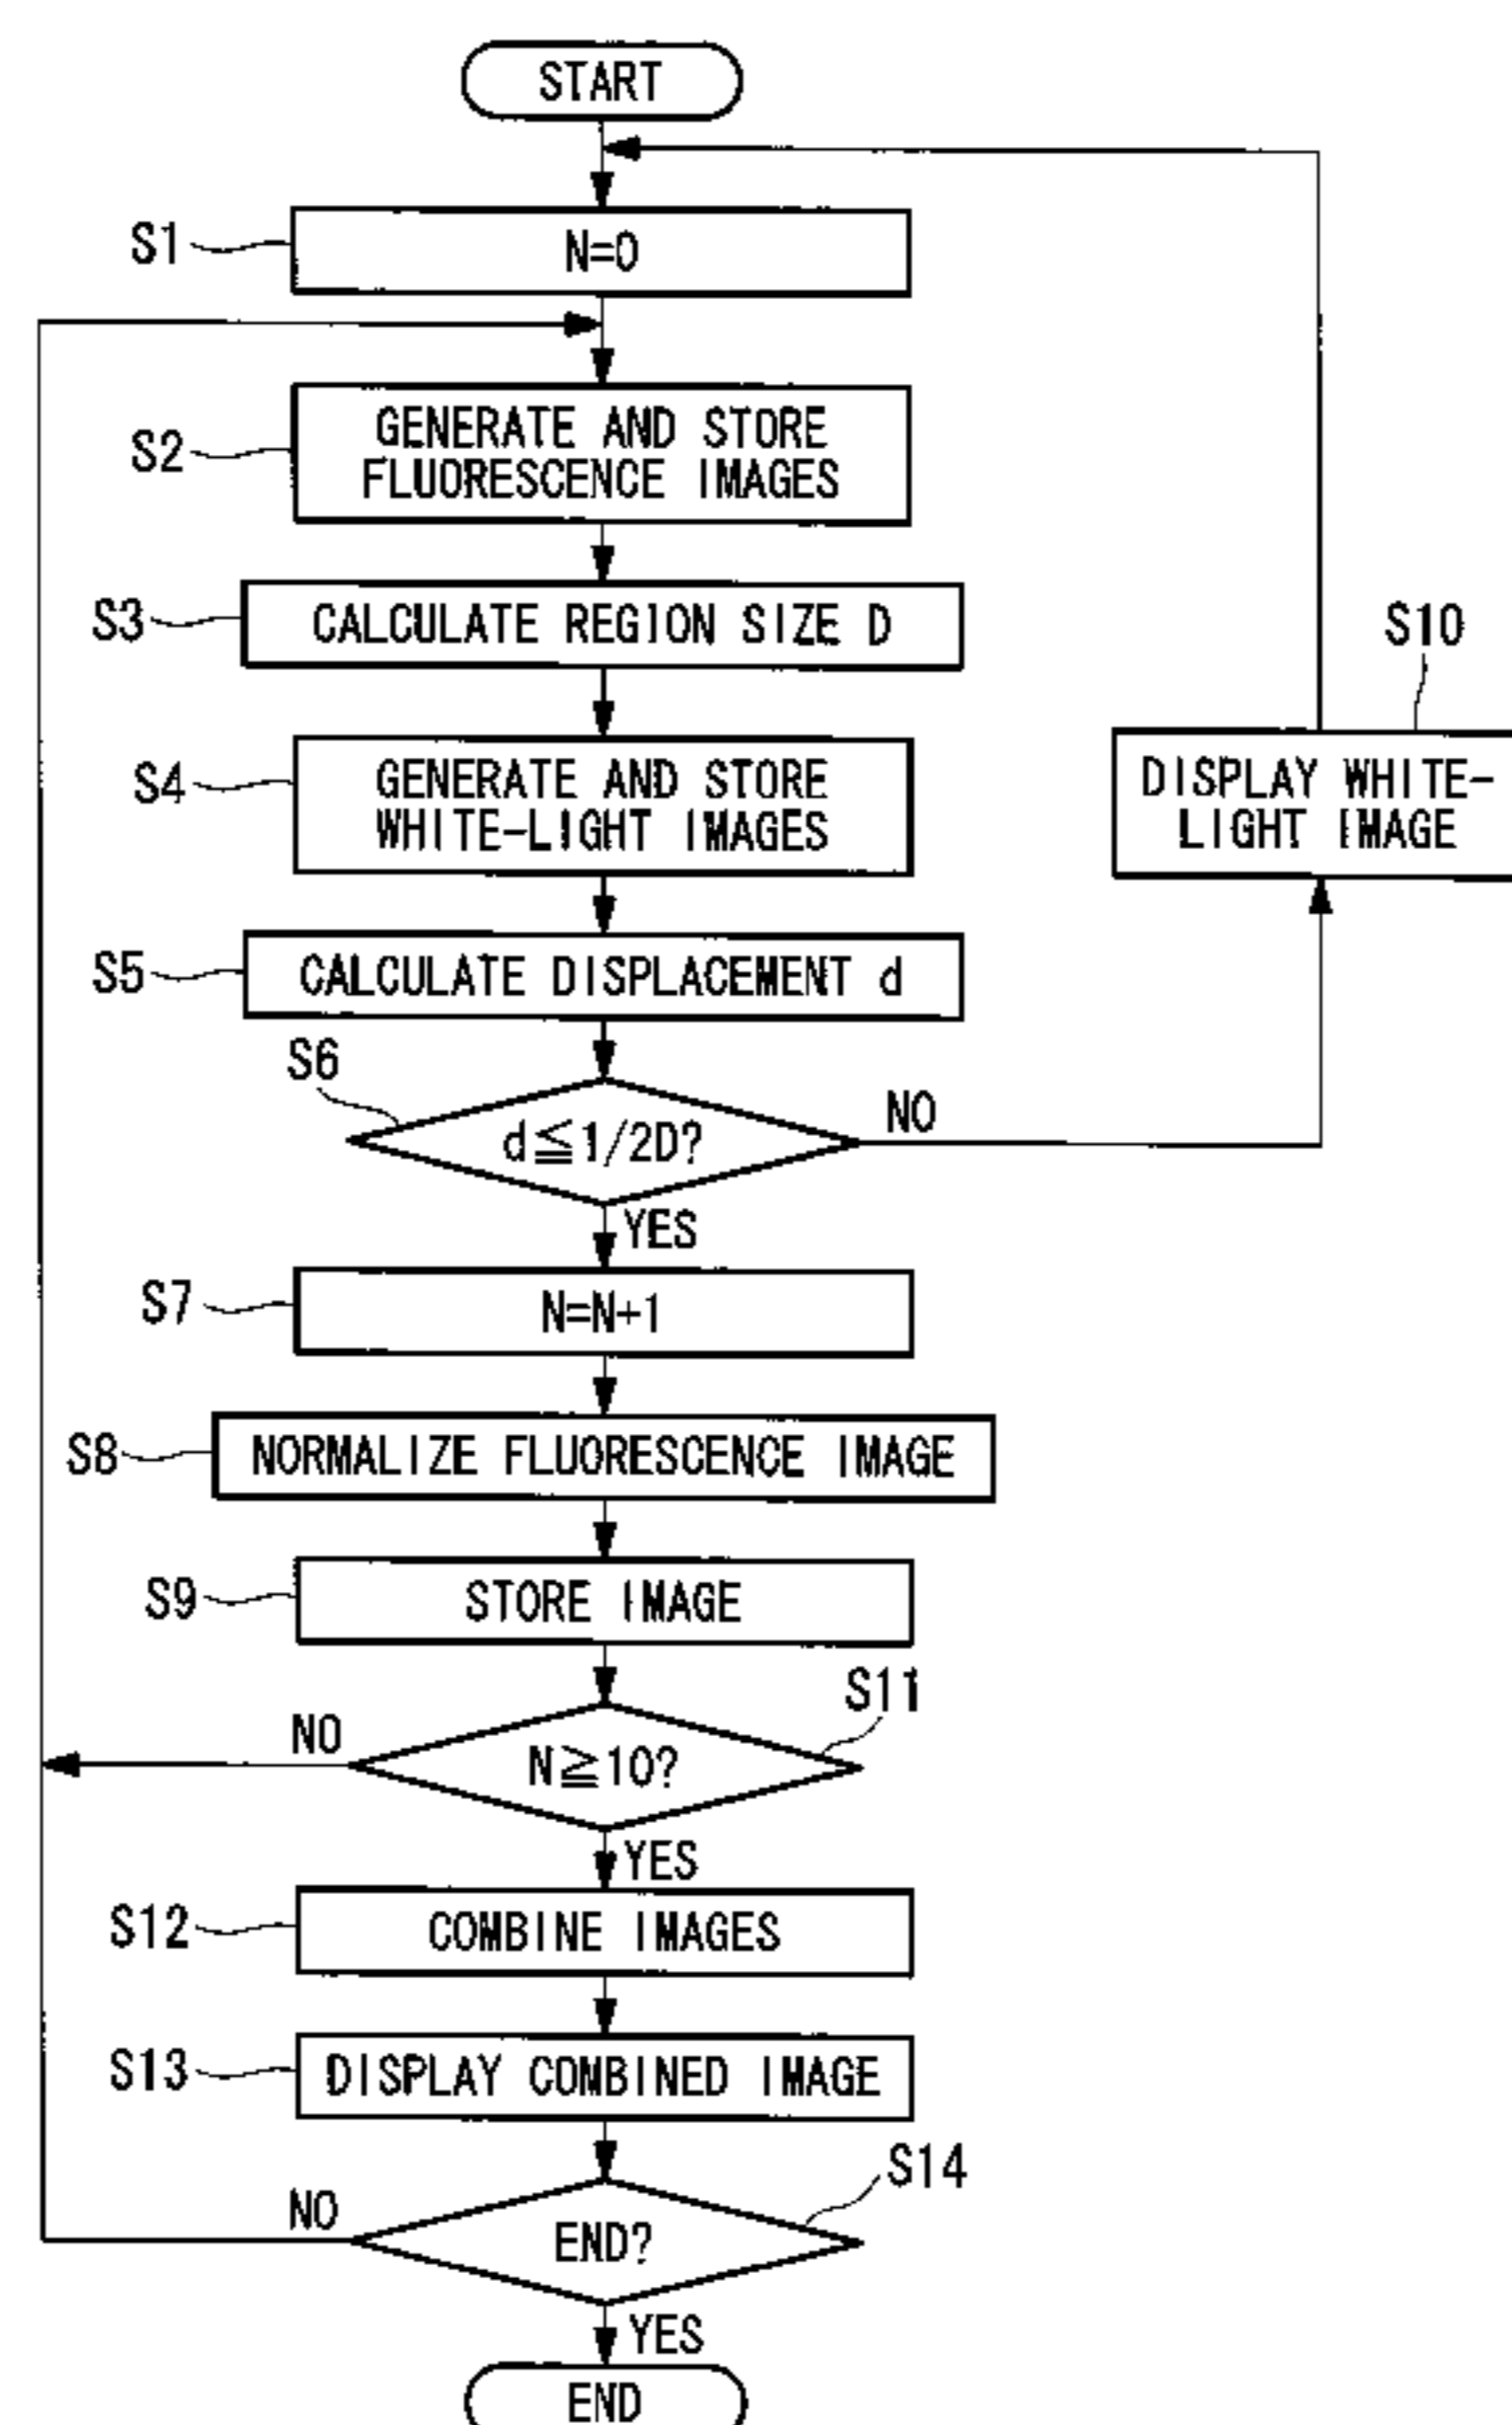 START
S1
N=0
S2
GENERATE AND STORE
FLUORESCENCE IMAGES
S3
CALCULATE REGION SIZE D
S10
S4
GENERATE AND STORE
WHITE-LIGHT IMAGES
DISPLAY WHITE-
LIGHT IMAGE
S5
CALCULATE DISPLACEMENT d
S6
d≦1/2D?
NO
YES
S7
N=N+1
S8
NORMALIZE FLUORESCENCE IMAGE
S9
STORE IMAGE
S11
NO
N≧10?
YES
S12
COMBINE IMAGES
S13
DISPLAY COMBINED IMAGE
S14
NO
END?
YES
END